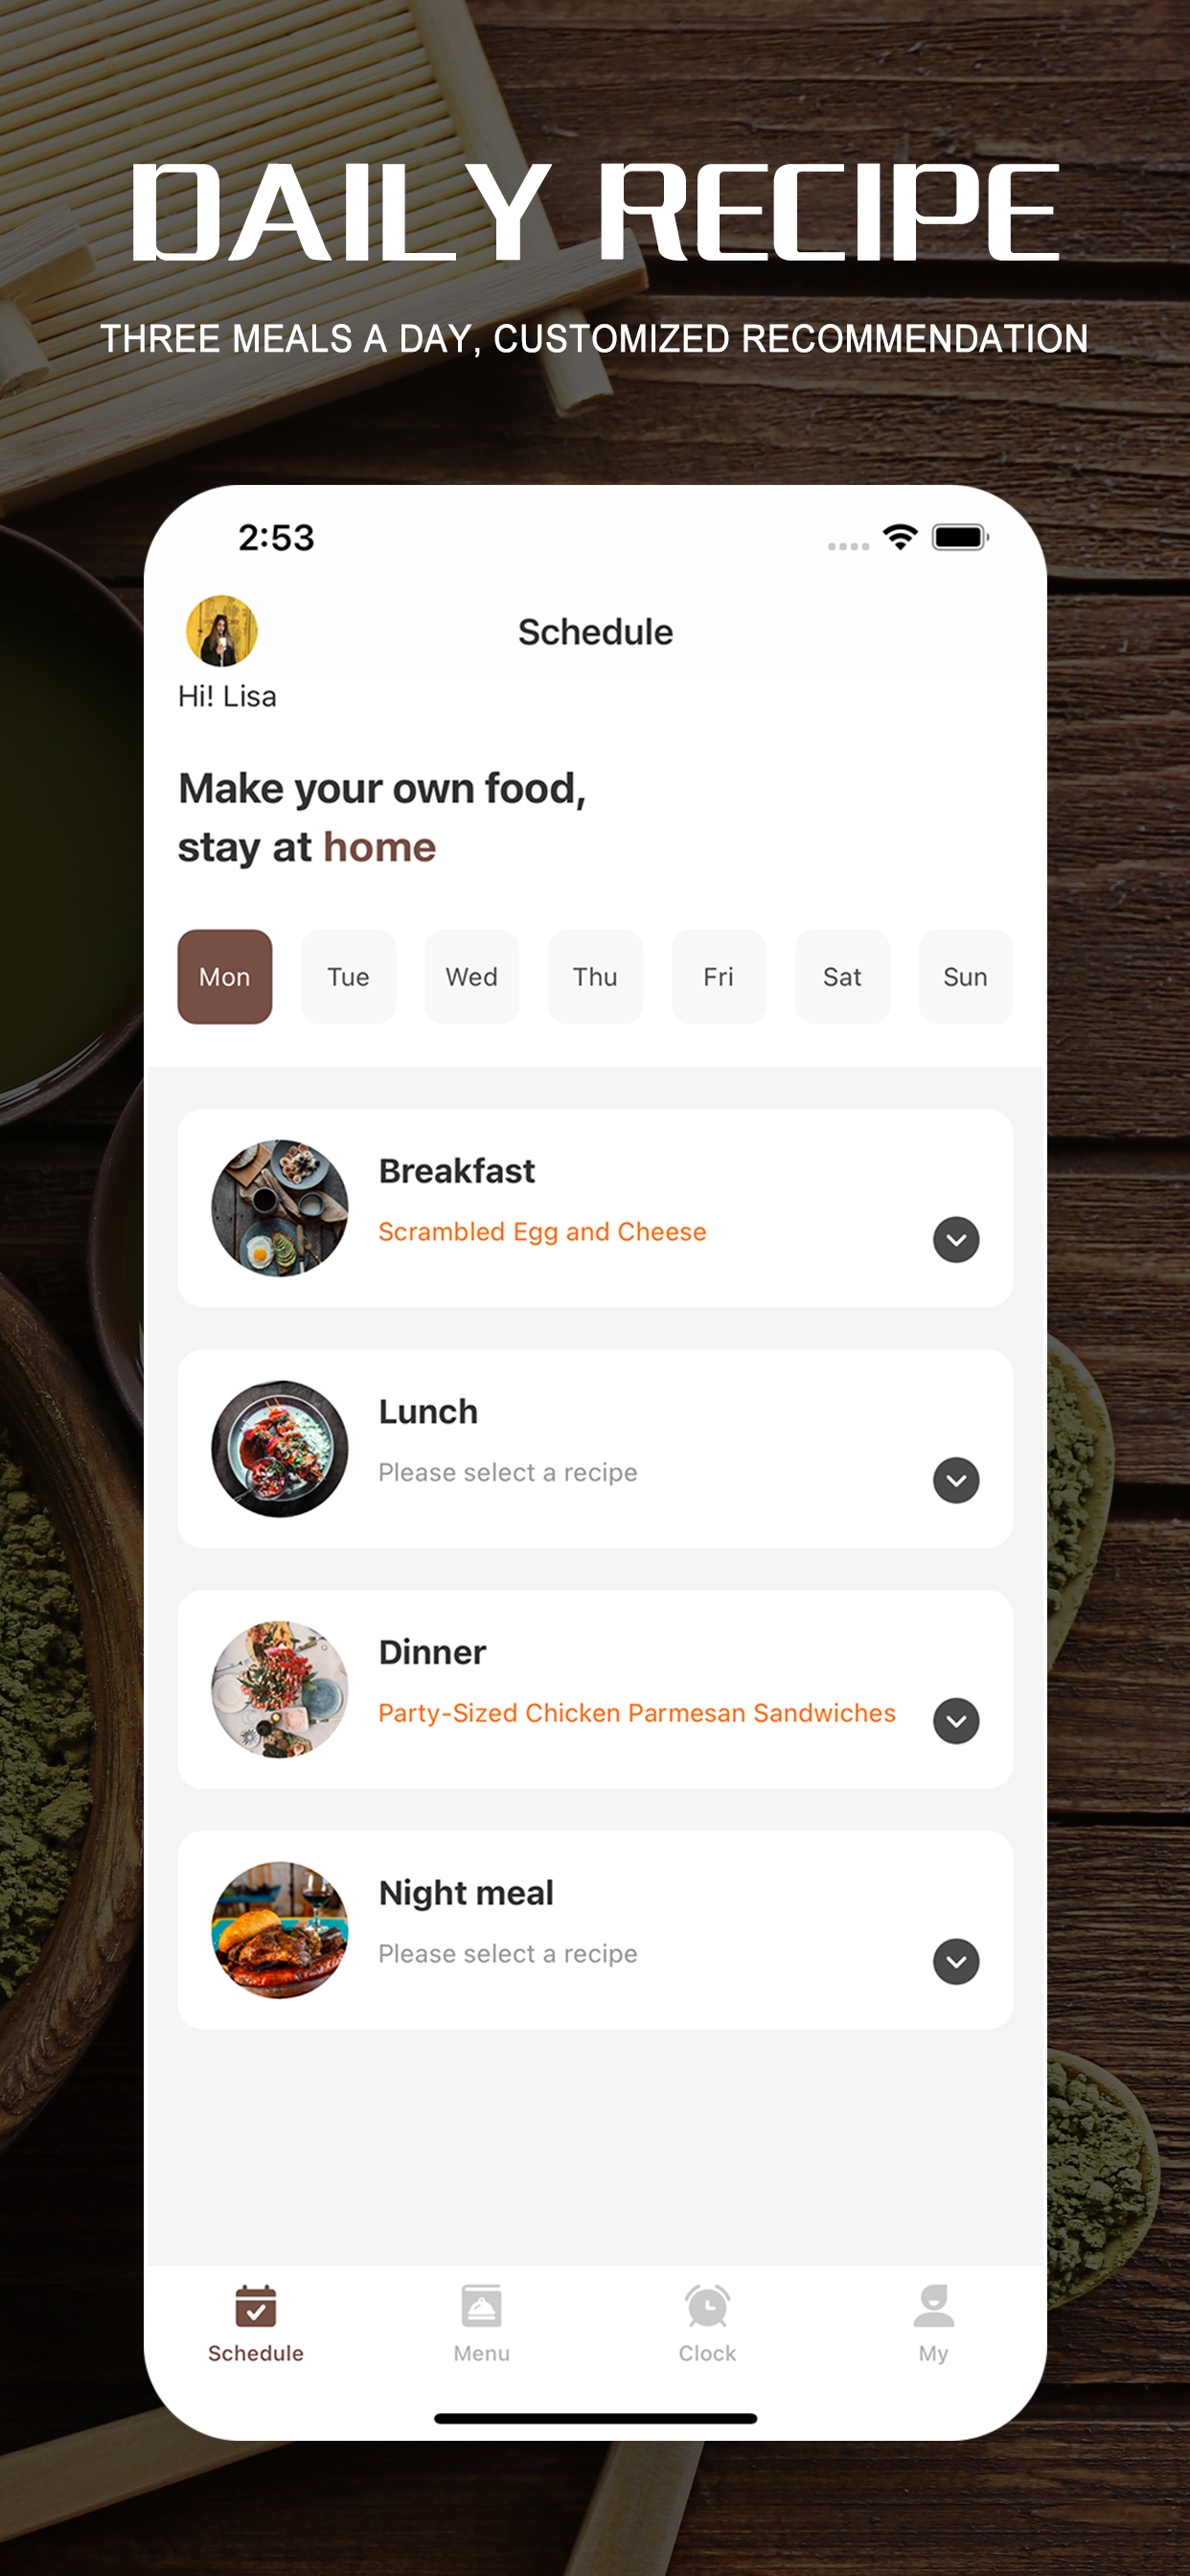 DAILY RECIPE
THREE MEALS A DAY, CUSTOMIZED RECOMMENDATION
2:53
Schedule
Hi! Lisa
Make your own food,
stay at home
Mon Tue Wed Thu Fri Sat Sun
Breakfast
Scrambled Egg and Cheese
Lunch
Please select a recipe
Dinner
Party-Sized Chicken Parmesan Sandwiches
Night meal
Please select a recipe
Schedule Menu Clock My